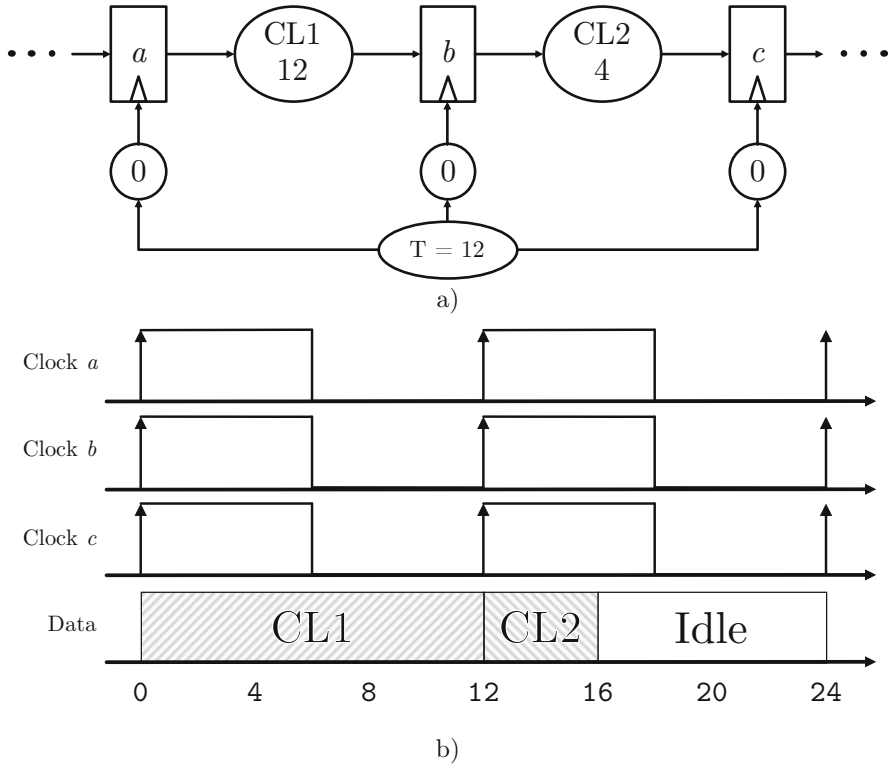 a CL1 b CL2 c
12 4
0 0 0
T = 12
a)
Clock a
Clock b
Clock c
Data CL1 CL2 Idle
0 4 8 12 16 20 24
b)